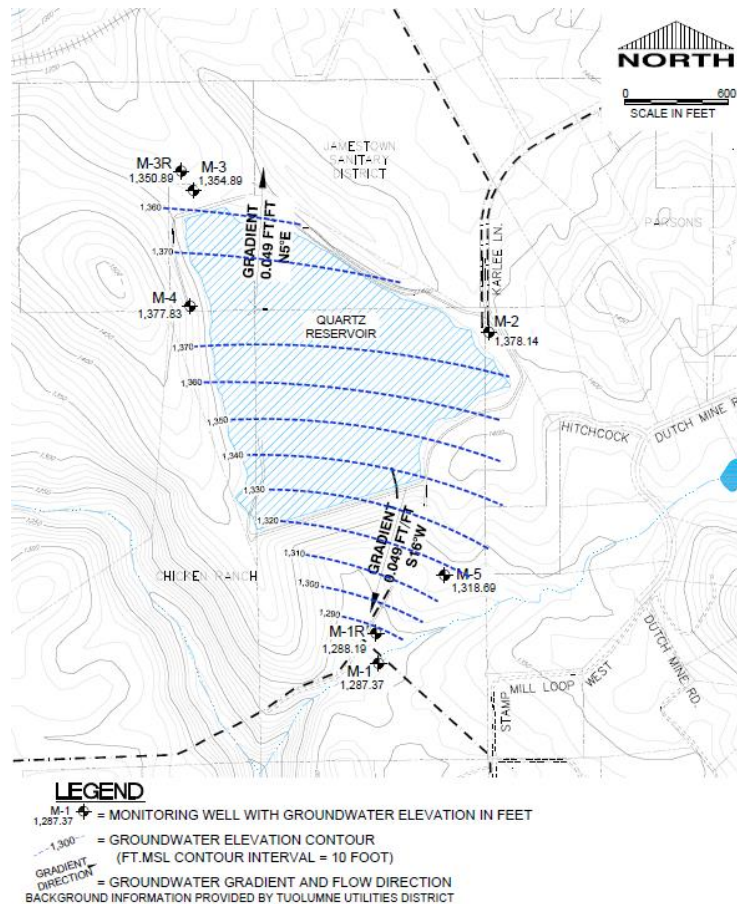 NORTH
0 600
SCALE IN FEET
JAMESTOWN
SANITARY
DISTRICT
M-3R
1,350.89
M-3
1,354.89
1,360
GRADIENT
0.049 FT/FT
N5°E
PARSONS
KARLEE LN.
1,370
M-4
1,377.83
QUARTZ
RESERVOIR
M-2
1,378.14
1,370
1,360
1,350
1,340
1,330
1,320
1,310
1,290
HITCHCOCK
DUTCH MINE R
GRADIENT
0.049 FT/FT
S16°W
CHICKEN RANCH
M-5
1,318.69
M-1R
1,288.19
M-1
1,287.37
STAMP
MILL LOOP WEST
DUTCH MINE RD.
LEGEND
M-1
1,287.37 = MONITORING WELL WITH GROUNDWATER ELEVATION IN FEET
1,300 = GROUNDWATER ELEVATION CONTOUR
(FT.MSL CONTOUR INTERVAL = 10 FOOT)
GRADIENT
DIRECTION = GROUNDWATER GRADIENT AND FLOW DIRECTION
BACKGROUND INFORMATION PROVIDED BY TUOLUMNE UTILITIES DISTRICT